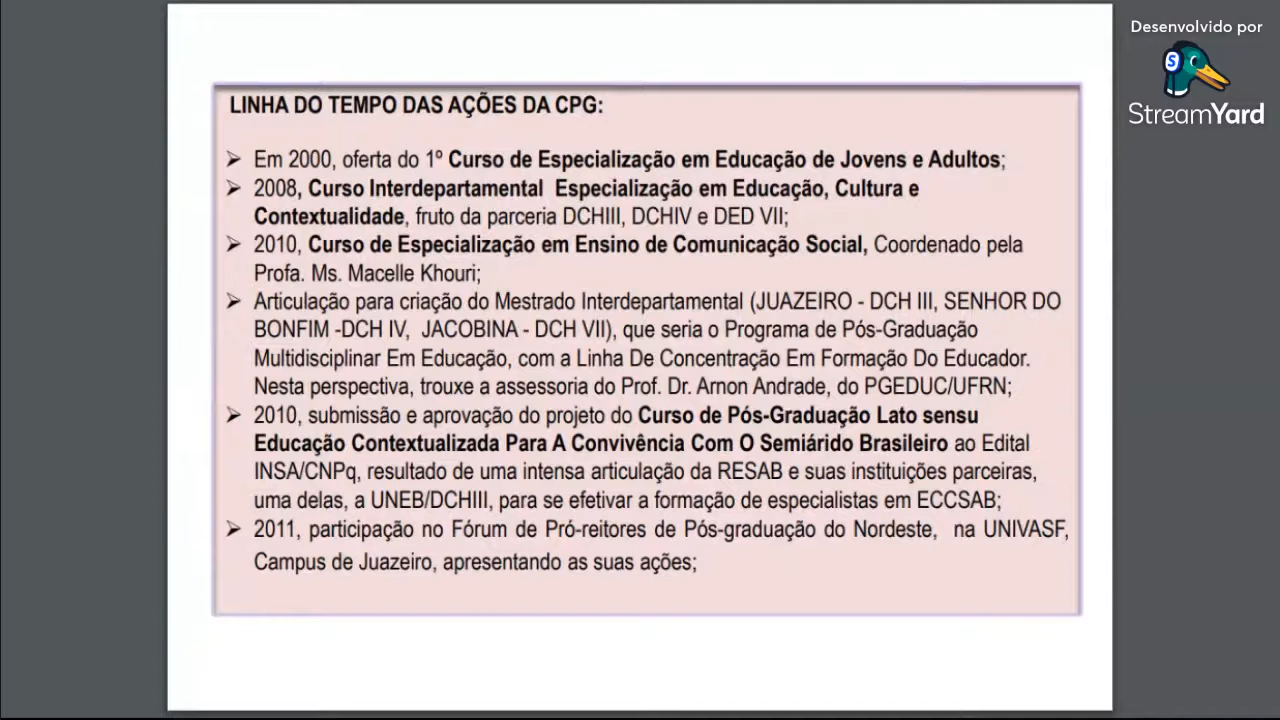 Desenvolvido por
StreamYard
LINHA DO TEMPO DAS AÇÕES DA CPG:
➢ Em 2000, oferta do 1º Curso de Especialização em Educação de Jovens e Adultos;
➢ 2008, Curso Interdepartamental Especialização em Educação, Cultura e
Contextualidade, fruto da parceria DCHIII, DCHIV e DED VII;
➢ 2010, Curso de Especialização em Ensino de Comunicação Social, Coordenado pela
Profa. Ms. Macelle Khouri;
➢ Articulação para criação do Mestrado Interdepartamental (JUAZEIRO - DCH III, SENHOR DO
BONFIM -DCH IV, JACOBINA - DCH VII), que seria o Programa de Pós-Graduação
Multidisciplinar Em Educação, com a Linha De Concentração Em Formação Do Educador.
Nesta perspectiva, trouxe a assessoria do Prof. Dr. Arnon Andrade, do PGEDUC/UFRN;
➢ 2010, submissão e aprovação do projeto do Curso de Pós-Graduação Lato sensu
Educação Contextualizada Para A Convivência Com O Semiárido Brasileiro ao Edital
INSA/CNPq, resultado de uma intensa articulação da RESAB e suas instituições parceiras,
uma delas, a UNEB/DCHIII, para se efetivar a formação de especialistas em ECCSAB;
➢ 2011, participação no Fórum de Pró-reitores de Pós-graduação do Nordeste, na UNIVASF,
Campus de Juazeiro, apresentando as suas ações;